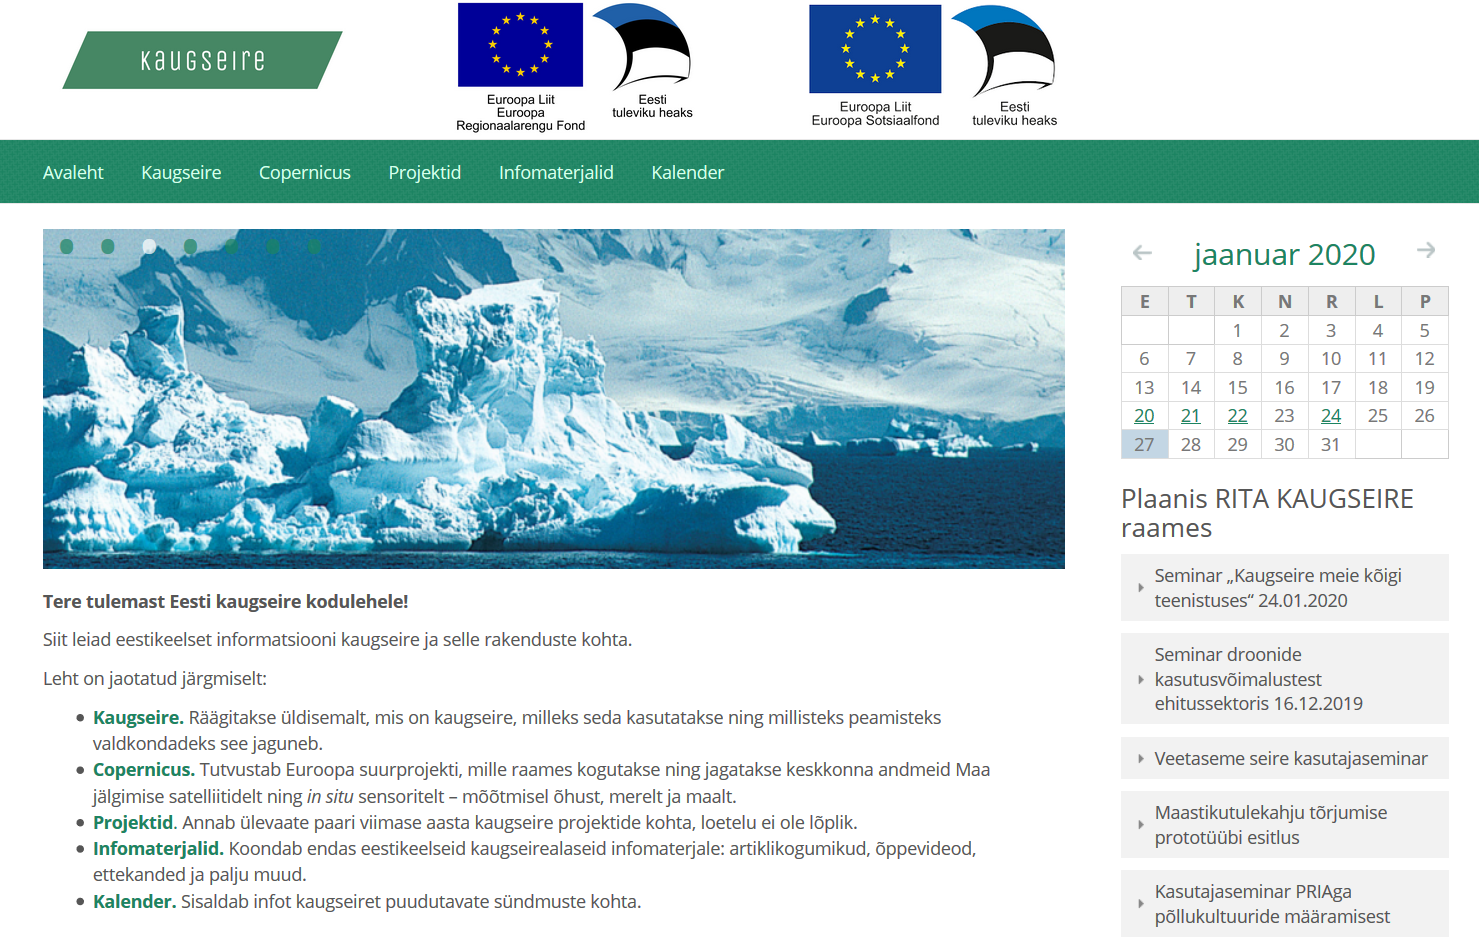 KAUGSEIRE
Euroopa Liit
Euroopa
Regionaalarengu Fond
Eesti
tuleviku heaks
Euroopa Liit
Euroopa Sotsiaalfond
Eesti
tuleviku heaks
Avaleht Kaugseire Copernicus Projektid Infomaterjalid Kalender
Tere tulemast Eesti kaugseire kodulehele!
Siit leiad eestikeelset informatsiooni kaugseire ja selle rakenduste kohta.
Leht on jaotatud järgmiselt:
Kaugseire. Räägitakse üldisemalt, mis on kaugseire, milleks seda kasutatakse ning millisteks peamisteks
valdkondadeks see jaguneb.
Copernicus. Tutvustab Euroopa suurprojekti, mille raames kogutakse ning jagatakse keskkonna andmeid Maa
jälgimise satelliitidelt ning in situ sensoritelt – mõõtmisel õhust, merelt ja maalt.
Projektid. Annab ülevaate paari viimase aasta kaugseire projektide kohta, loetelu ei ole lõplik.
Infomaterjalid. Koondab endas eestikeelseid kaugseirealaseid infomaterjale: artiklikogumikud, õppevideod,
ettekanded ja palju muud.
Kalender. Sisaldab infot kaugseiret puudutavate sündmuste kohta.
jaanuar 2020
E T K N R L P
1 2 3 4 5
6 7 8 9 10 11 12
13 14 15 16 17 18 19
20 21 22 23 24 25 26
27 28 29 30 31
Plaanis RITA KAUGSEIRE
raames
Seminar „Kaugseire meie kõigi
teenistuses“ 24.01.2020
Seminar droonide
kasutusvõimalustest
ehitussektoris 16.12.2019
Veetaseme seire kasutajaseminar
Maastikutulekahju tõrjumise
prototüübi esitlus
Kasutajaseminar PRIAga
põllukultuuride määramisest